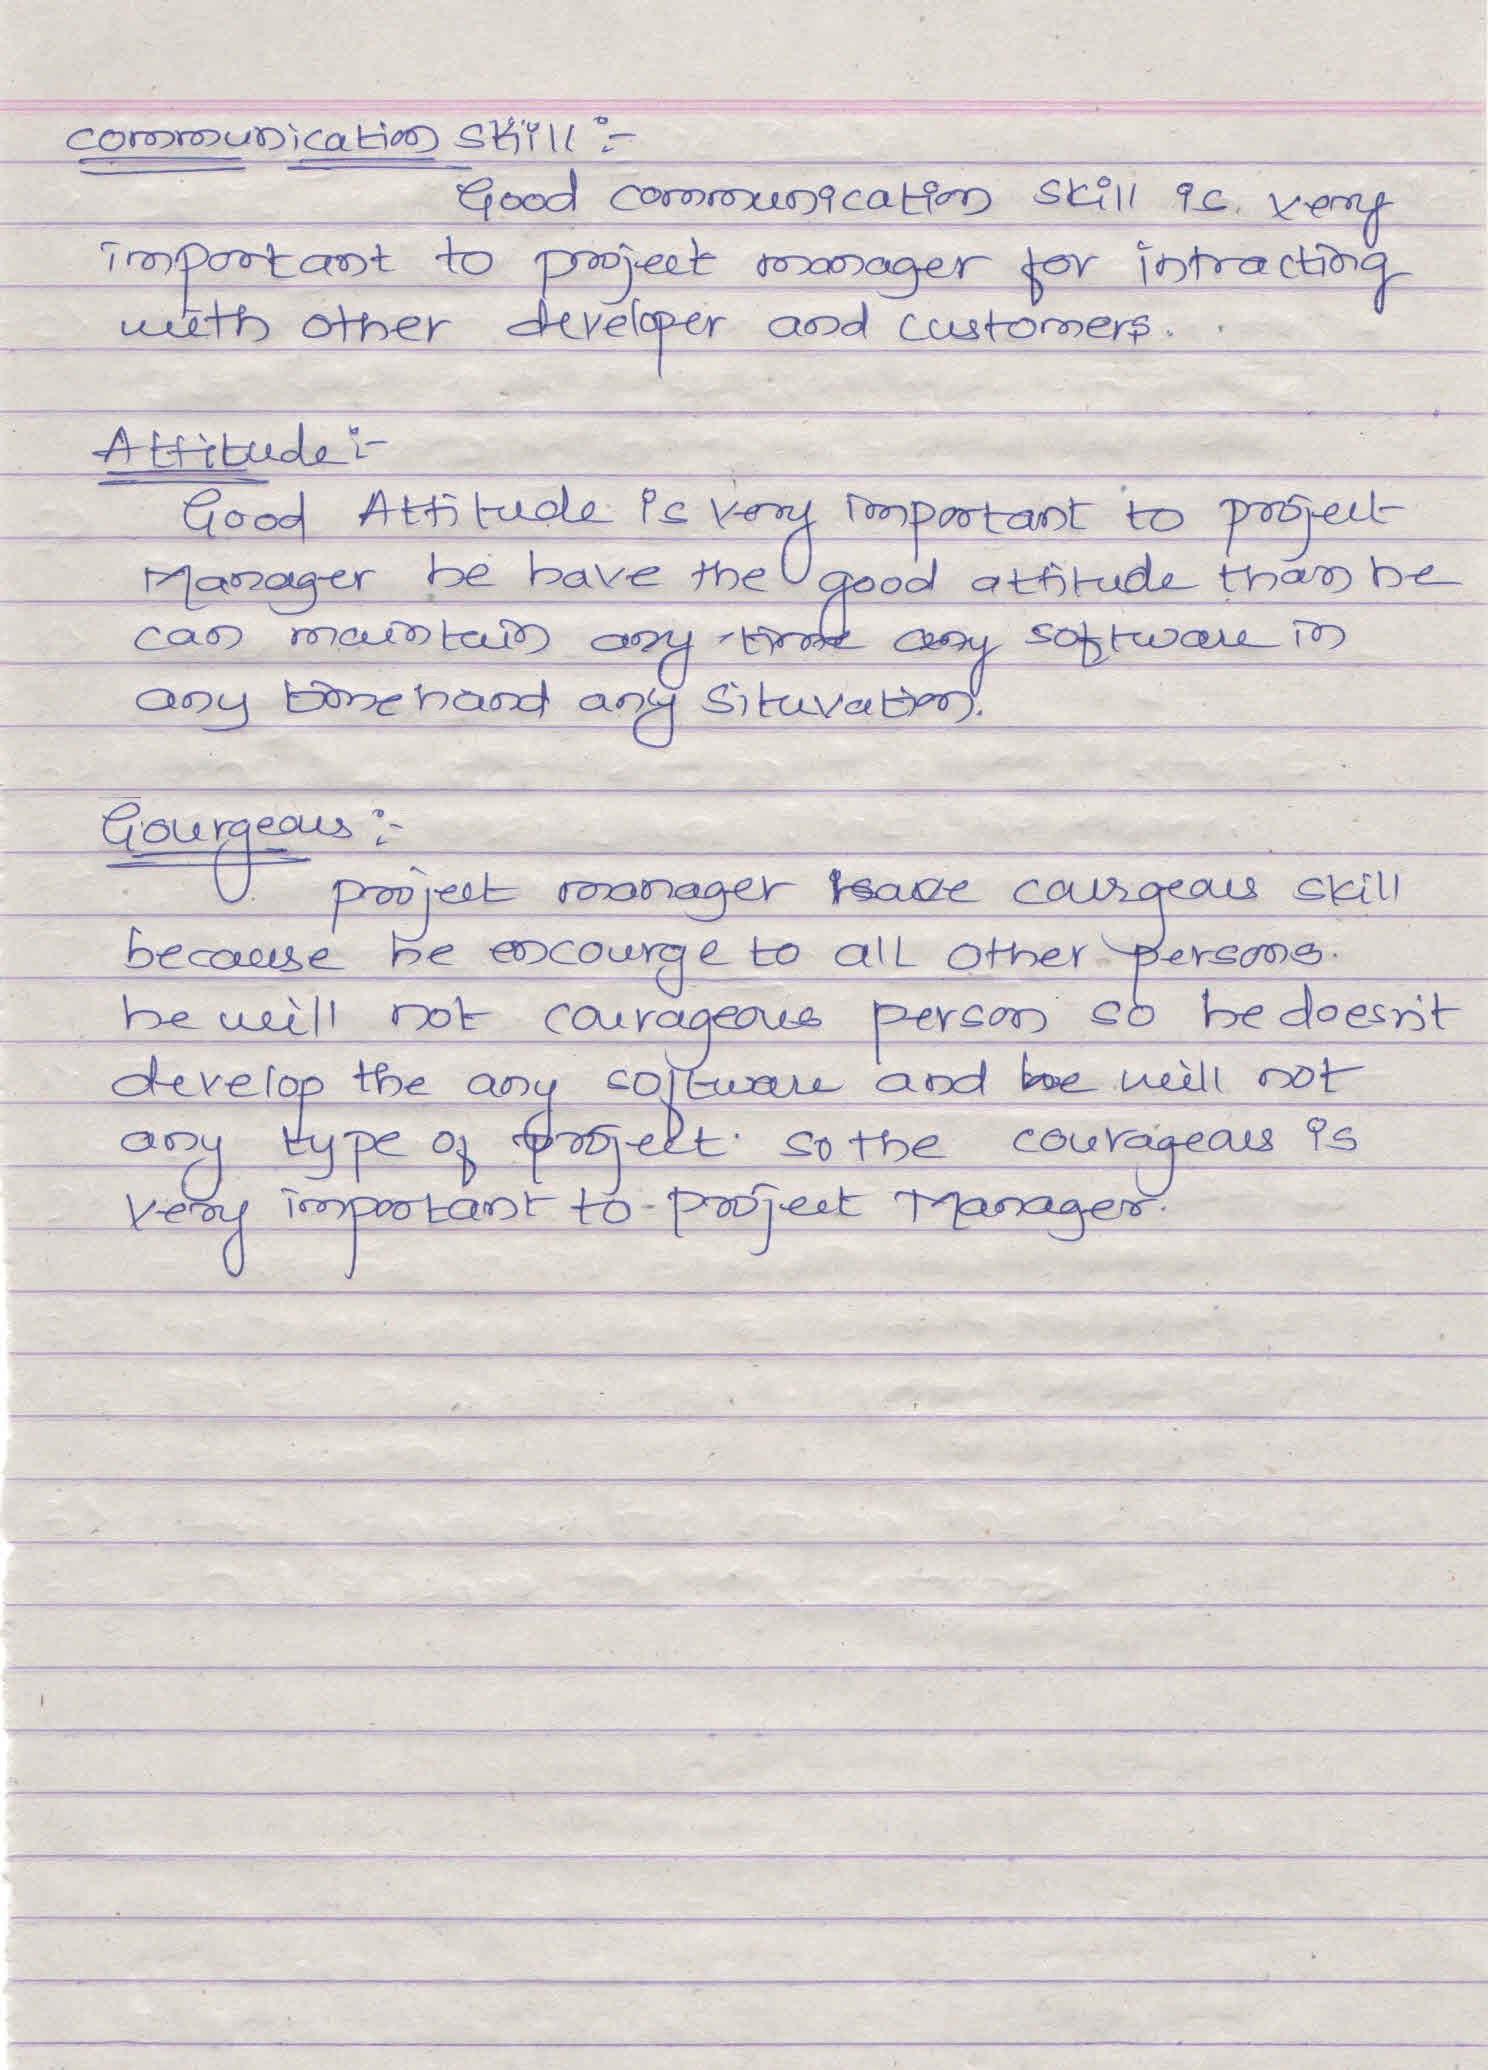 communication skill :-
Good communication skill is very
important to project manager for intracting
with other developer and customers.
Attitude :-
Good Attitude is very important to project
Manager he have the good attitude than he
can maintain any time any software in
any time hand any Situvation.
Gourgeous :-
project manager have courgeous skill
because he encourge to all other persons.
he will not courageous person so he doesn't
develop the any software and he will not
any type of project. so the courageous is
very important to project Manager.